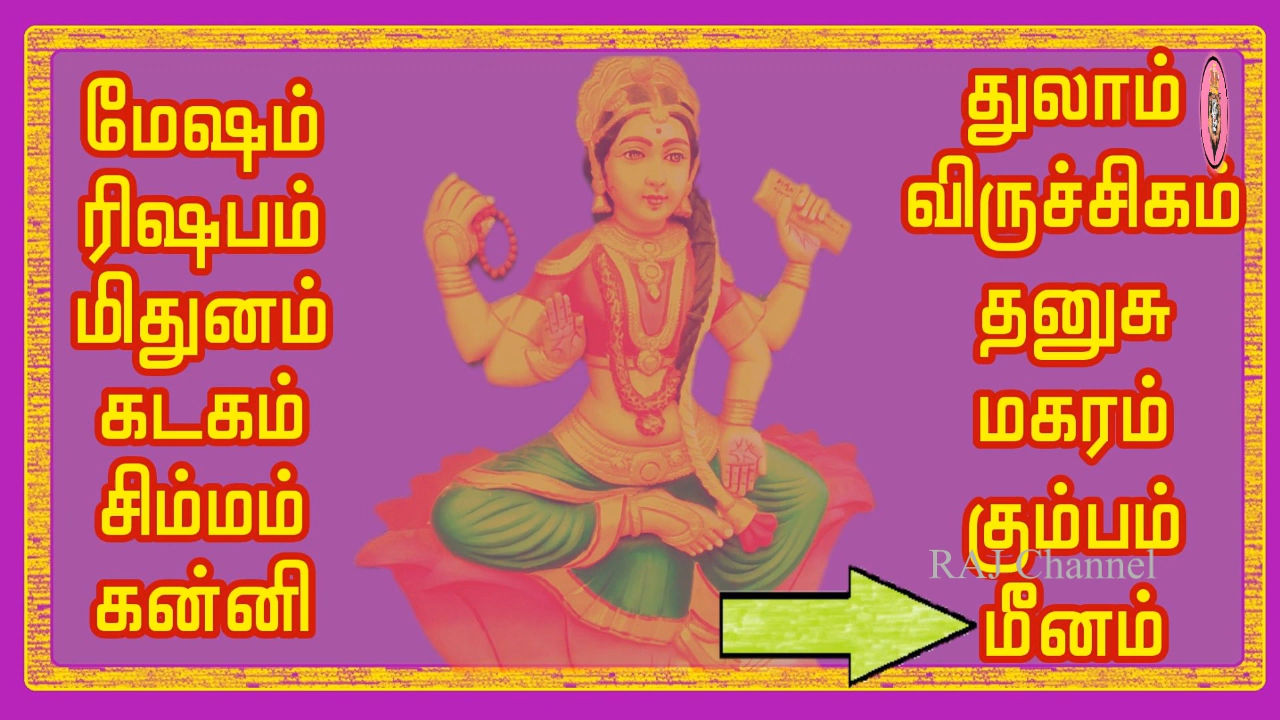 மேஷம்
ரிஷபம்
மிதுனம்
கடகம்
சிம்மம்
கன்னி
துலாம்
விருச்சிகம்
தனுசு
மகரம்
கும்பம்
RAJ Channel
மீனம்